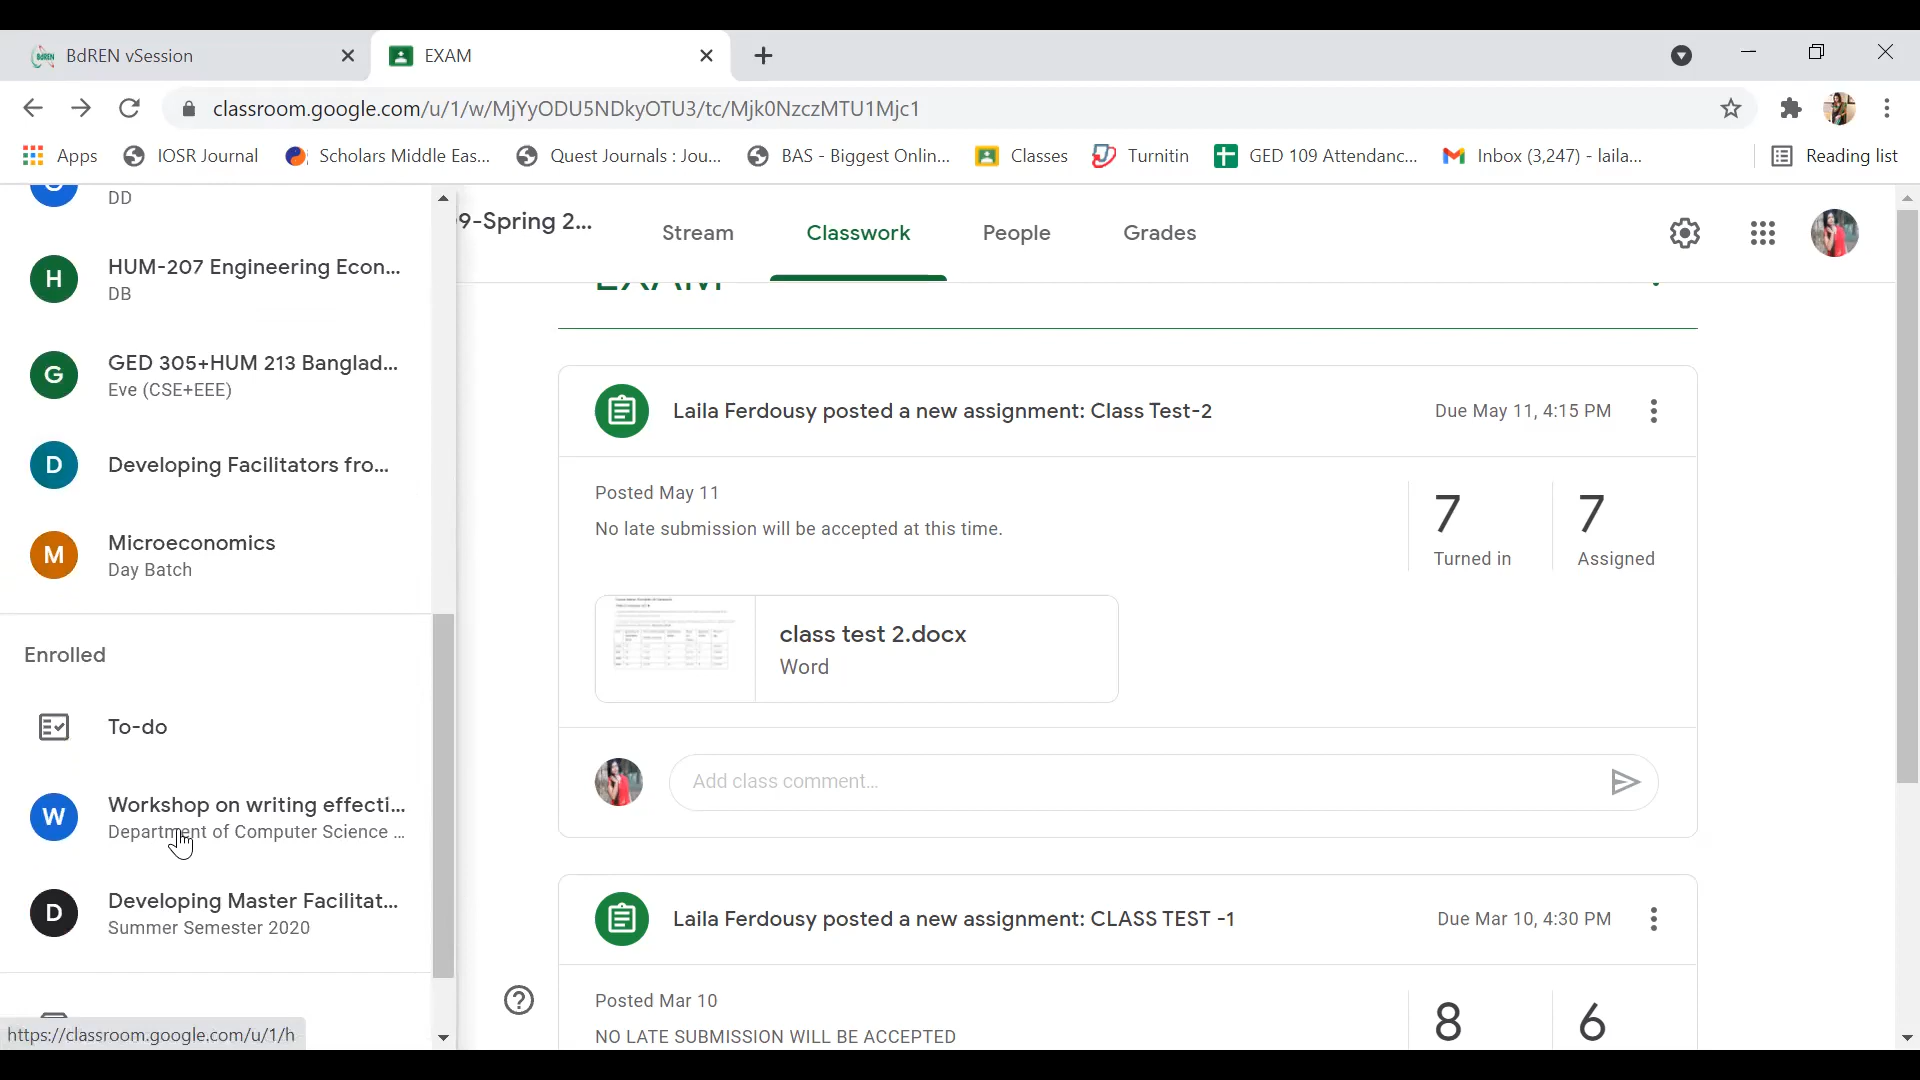 BdREN vSession
EXAM
classroom.google.com/u/1/w/MjYyODU5NDkyOTU3/tc/Mjk0NzczMTU1Mjc1
Apps
IOSR Journal
Scholars Middle Eas...
Quest Journals : Jou...
BAS - Biggest Onlin...
Classes
Turnitin
GED 109 Attendanc...
Inbox (3,247) - laila...
Reading list
9-Spring 2...
Stream
Classwork
People
Grades
DD
H
HUM-207 Engineering Econ...
DB
G
GED 305+HUM 213 Banglad...
Eve (CSE+EEE)
D
Developing Facilitators fro...
M
Microeconomics
Day Batch
Enrolled
To-do
W
Workshop on writing effecti...
Department of Computer Science ...
D
Developing Master Facilitat...
Summer Semester 2020
https://classroom.google.com/u/1/h
EXAM
Laila Ferdousy posted a new assignment: Class Test-2
Due May 11, 4:15 PM
Posted May 11
No late submission will be accepted at this time.
7
Turned in
7
Assigned
class test 2.docx
Word
Add class comment...
Laila Ferdousy posted a new assignment: CLASS TEST -1
Due Mar 10, 4:30 PM
Posted Mar 10
NO LATE SUBMISSION WILL BE ACCEPTED
8
6